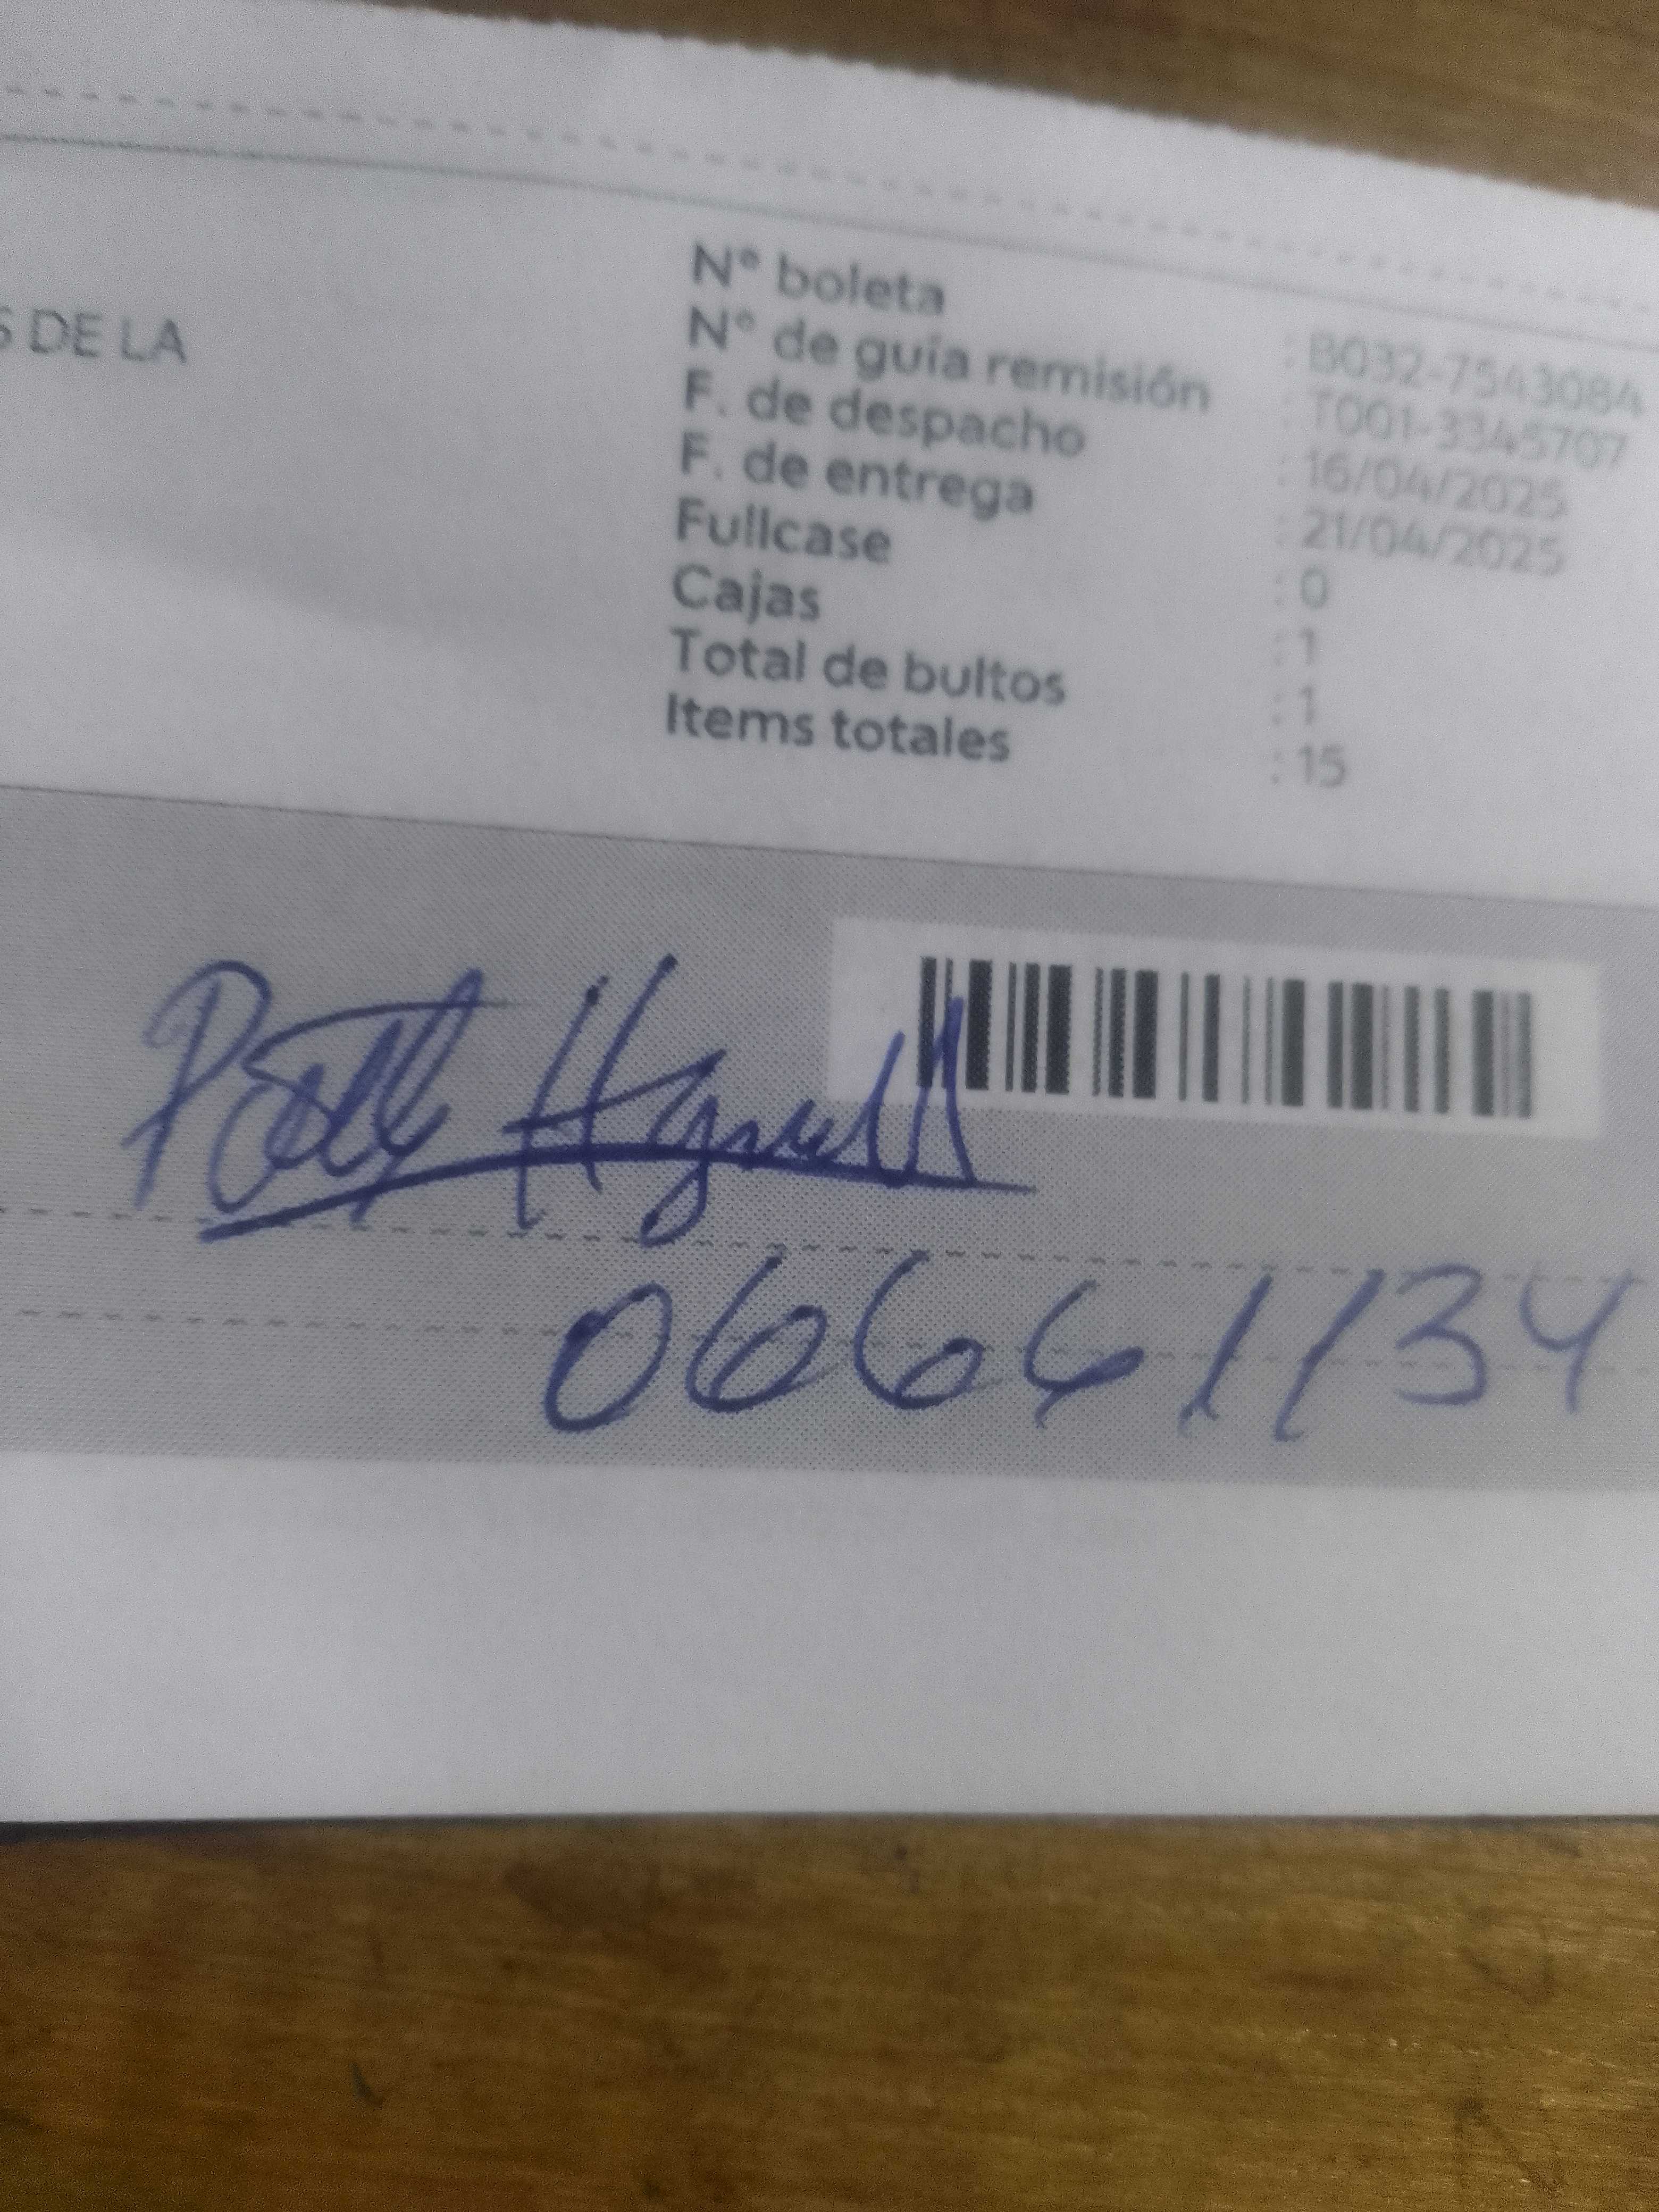 S DE LA
N° boleta : B032-7543084
N° de guía remisión : T001-3345707
F. de despacho : 16/04/2025
F. de entrega : 21/04/2025
Fullcase : 0
Cajas : 1
Total de bultos : 1
Items totales : 15
06661134